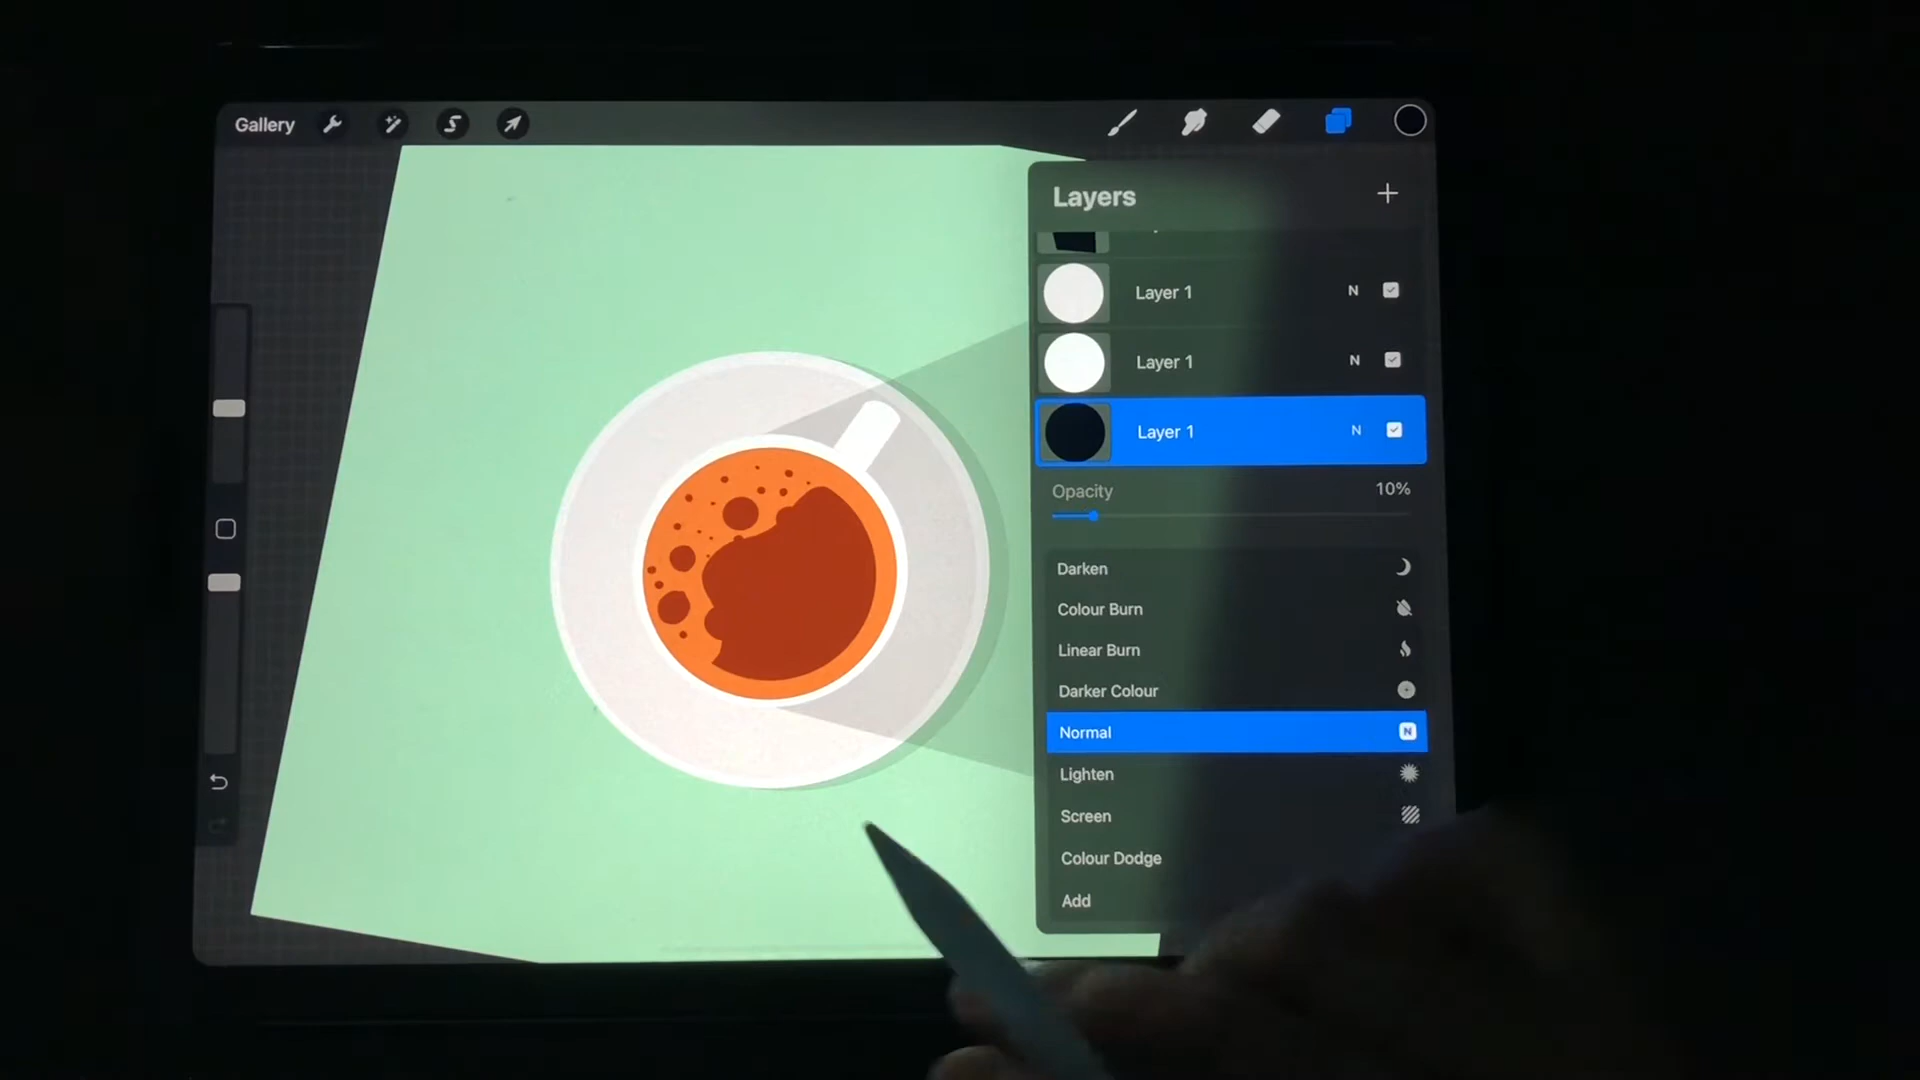 Gallery
Layers
Layer 1 N
Layer 1 N
Layer 1 N
Opacity 10%
Darken
Colour Burn
Linear Burn
Darker Colour
Normal N
Lighten
Screen
Colour Dodge
Add